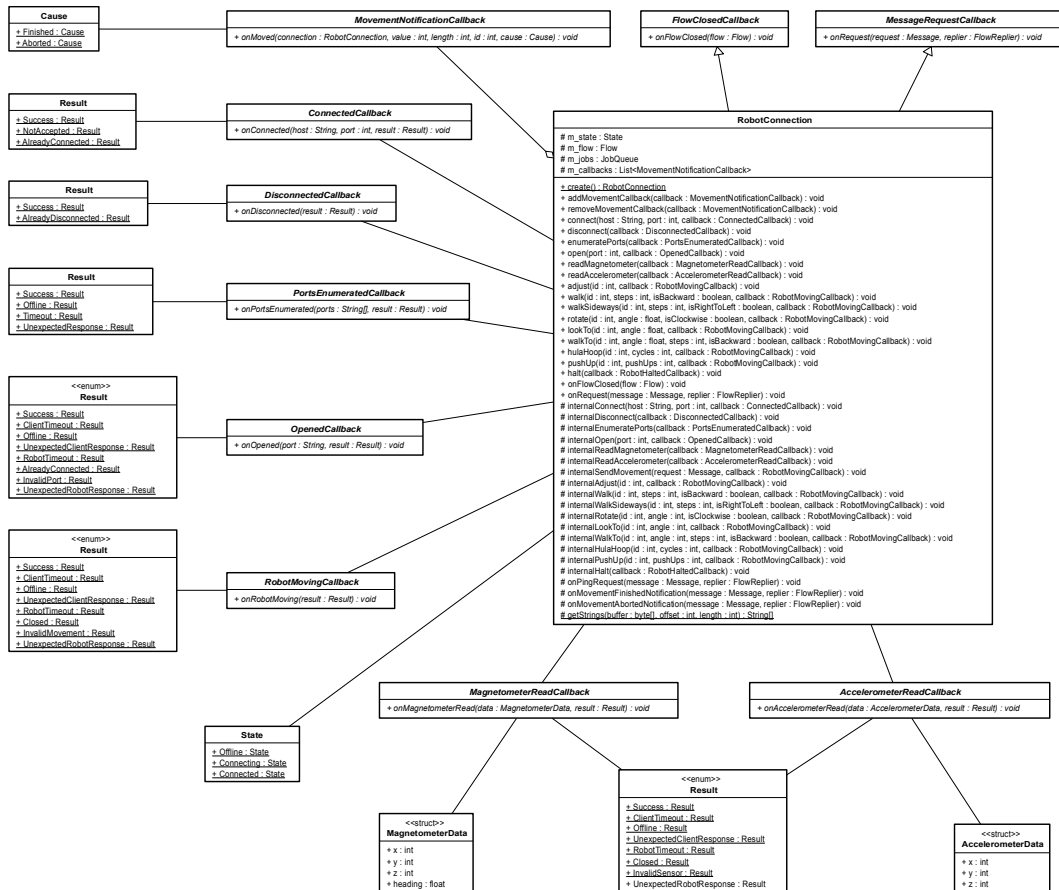 Cause
+ Finished : Cause
+ Aborted : Cause
MovementNotificationCallback
+ onMoved(connection : RobotConnection, value : int, length : int, id : int, cause : Cause) : void
FlowClosedCallback
+ onFlowClosed(flow : Flow) : void
MessageRequestCallback
+ onRequest(request : Message, replier : FlowReplier) : void
Result
+ Success : Result
+ NotAccepted : Result
+ AlreadyConnected : Result
ConnectedCallback
+ onConnected(host : String, port : int, result : Result) : void
Result
+ Success : Result
+ AlreadyDisconnected : Result
DisconnectedCallback
+ onDisconnected(result : Result) : void
Result
+ Success : Result
+ Offline : Result
+ Timeout : Result
+ UnexpectedResponse : Result
PortsEnumeratedCallback
+ onPortsEnumerated(ports : String[], result : Result) : void
<<enum>>
Result
+ Success : Result
+ ClientTimeout : Result
+ Offline : Result
+ UnexpectedClientResponse : Result
+ RobotTimeout : Result
+ AlreadyConnected : Result
+ InvalidPort : Result
+ UnexpectedRobotResponse : Result
OpenedCallback
+ onOpened(port : String, result : Result) : void
<<enum>>
Result
+ Success : Result
+ ClientTimeout : Result
+ Offline : Result
+ UnexpectedClientResponse : Result
+ RobotTimeout : Result
+ Closed : Result
+ InvalidMovement : Result
+ UnexpectedRobotResponse : Result
RobotMovingCallback
+ onRobotMoving(result : Result) : void
RobotConnection
# m_state : State
# m_flow : Flow
# m_jobs : JobQueue
# m_callbacks : List<MovementNotificationCallback>
+ create() : RobotConnection
+ addMovementCallback(callback : MovementNotificationCallback) : void
+ removeMovementCallback(callback : MovementNotificationCallback) : void
+ connect(host : String, port : int, callback : ConnectedCallback) : void
+ disconnect(callback : DisconnectedCallback) : void
+ enumeratePorts(callback : PortsEnumeratedCallback) : void
+ open(port : int, callback : OpenedCallback) : void
+ readMagnetometer(callback : MagnetometerReadCallback) : void
+ readAccelerometer(callback : AccelerometerReadCallback) : void
+ adjust(id : int, callback : RobotMovingCallback) : void
+ walk(id : int, steps : int, isBackward : boolean, callback : RobotMovingCallback) : void
+ walkSideways(id : int, steps : int, isRightToLeft : boolean, callback : RobotMovingCallback) : void
+ rotate(id : int, angle : float, isClockwise : boolean, callback : RobotMovingCallback) : void
+ lookTo(id : int, angle : float, callback : RobotMovingCallback) : void
+ walkTo(id : int, angle : float, steps : int, isBackward : boolean, callback : RobotMovingCallback) : void
+ hulaHoop(id : int, cycles : int, callback : RobotMovingCallback) : void
+ pushUp(id : int, pushUps : int, callback : RobotMovingCallback) : void
+ halt(callback : RobotHaltedCallback) : void
+ onFlowClosed(flow : Flow) : void
+ onRequest(message : Message, replier : FlowReplier) : void
# internalConnect(host : String, port : int, callback : ConnectedCallback) : void
# internalDisconnect(callback : DisconnectedCallback) : void
# internalEnumeratePorts(callback : PortsEnumeratedCallback) : void
# internalOpen(port : int, callback : OpenedCallback) : void
# internalReadMagnetometer(callback : MagnetometerReadCallback) : void
# internalReadAccelerometer(callback : AccelerometerReadCallback) : void
# internalSendMovement(request : Message, callback : RobotMovingCallback) : void
# internalAdjust(id : int, callback : RobotMovingCallback) : void
# internalWalk(id : int, steps : int, isBackward : boolean, callback : RobotMovingCallback) : void
# internalWalkSideways(id : int, steps : int, isRightToLeft : boolean, callback : RobotMovingCallback) : void
# internalRotate(id : int, angle : int, isClockwise : boolean, callback : RobotMovingCallback) : void
# internalLookTo(id : int, angle : int, callback : RobotMovingCallback) : void
# internalWalkTo(id : int, angle : int, steps : int, isBackward : boolean, callback : RobotMovingCallback) : void
# internalHulaHoop(id : int, cycles : int, callback : RobotMovingCallback) : void
# internalPushUp(id : int, pushUps : int, callback : RobotMovingCallback) : void
# internalHalt(callback : RobotHaltedCallback) : void
# onPingRequest(message : Message, replier : FlowReplier) : void
# onMovementFinishedNotification(message : Message, replier : FlowReplier) : void
# onMovementAbortedNotification(message : Message, replier : FlowReplier) : void
# getStrings(buffer : byte[], offset : int, length : int) : String[]
MagnetometerReadCallback
+ onMagnetometerRead(data : MagnetometerData, result : Result) : void
AccelerometerReadCallback
+ onAccelerometerRead(data : AccelerometerData, result : Result) : void
State
+ Offline : State
+ Connecting : State
+ Connected : State
<<struct>>
MagnetometerData
+ x : int
+ y : int
+ z : int
+ heading : float
<<enum>>
Result
+ Success : Result
+ ClientTimeout : Result
+ Offline : Result
+ UnexpectedClientResponse : Result
+ RobotTimeout : Result
+ Closed : Result
+ InvalidSensor : Result
+ UnexpectedRobotResponse : Result
<<struct>>
AccelerometerData
+ x : int
+ y : int
+ z : int